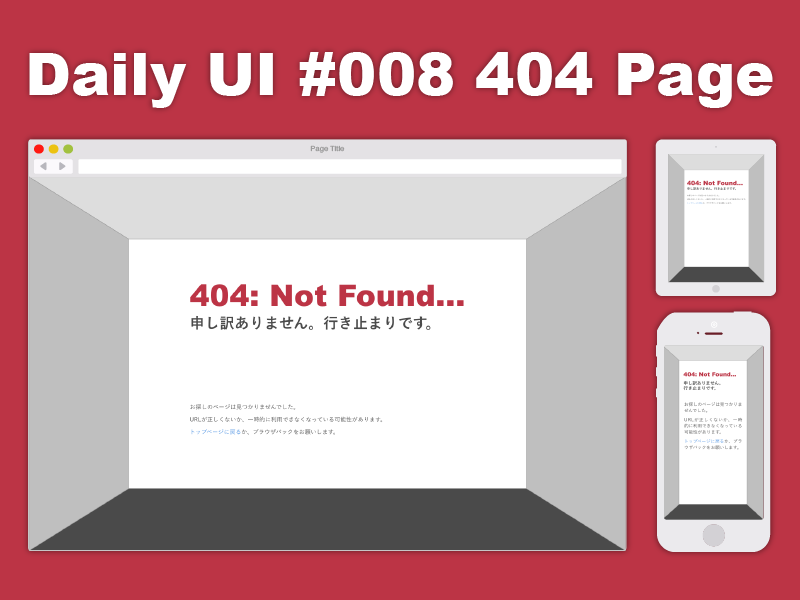 Daily UI #008 404 Page
Page Title
404: Not Found...
申し訳ありません。行き止まりです。
お探しのページは見つかりませんでした。
URLが正しくないか、一時的に利用できなくなっている可能性があります。
トップページに戻るか、ブラウザバックをお願いします。
404: Not Found...
申し訳ありません。行き止まりです。
404: Not Found...
申し訳ありません。
行き止まりです。
お探しのページは見つかり
ませんでした。
URLが正しくないか、一時
的に利用できなくなっている
可能性があります。
トップページに戻るか、ブラ
ウザバックをお願いします。